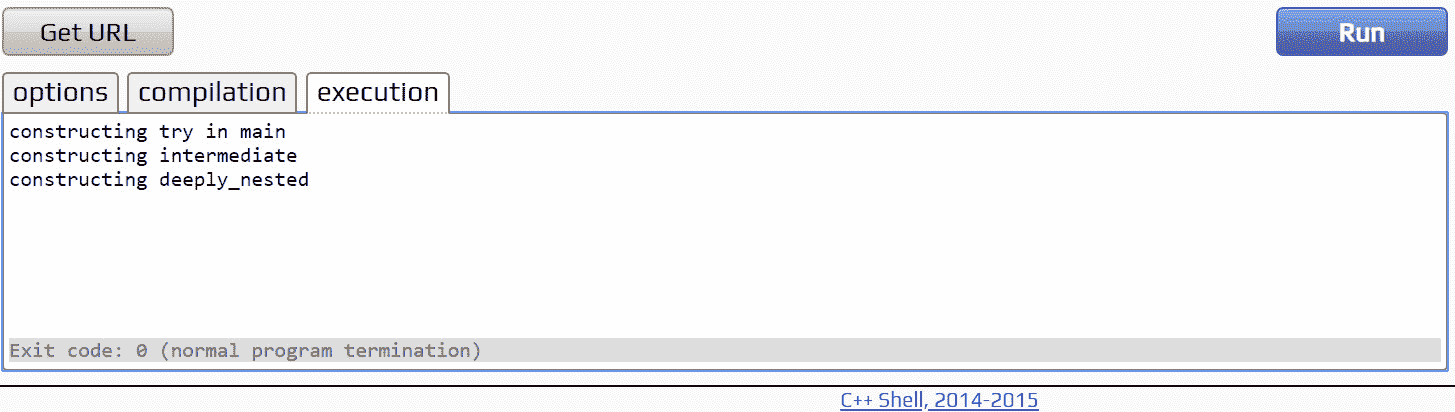 Get URL
Run
options
compilation
execution
constructing try in main
constructing intermediate
constructing deeply_nested
Exit code: 0 (normal program termination)
C++ Shell, 2014-2015